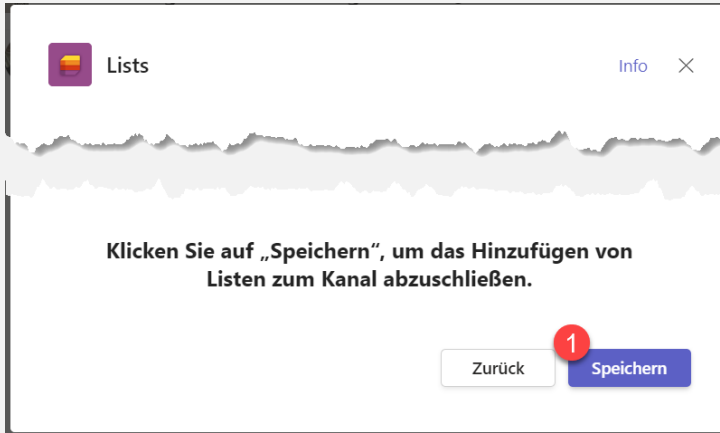 Lists
Info
Klicken Sie auf „Speichern“, um das Hinzufügen von
Listen zum Kanal abzuschließen.
1
Zurück
Speichern